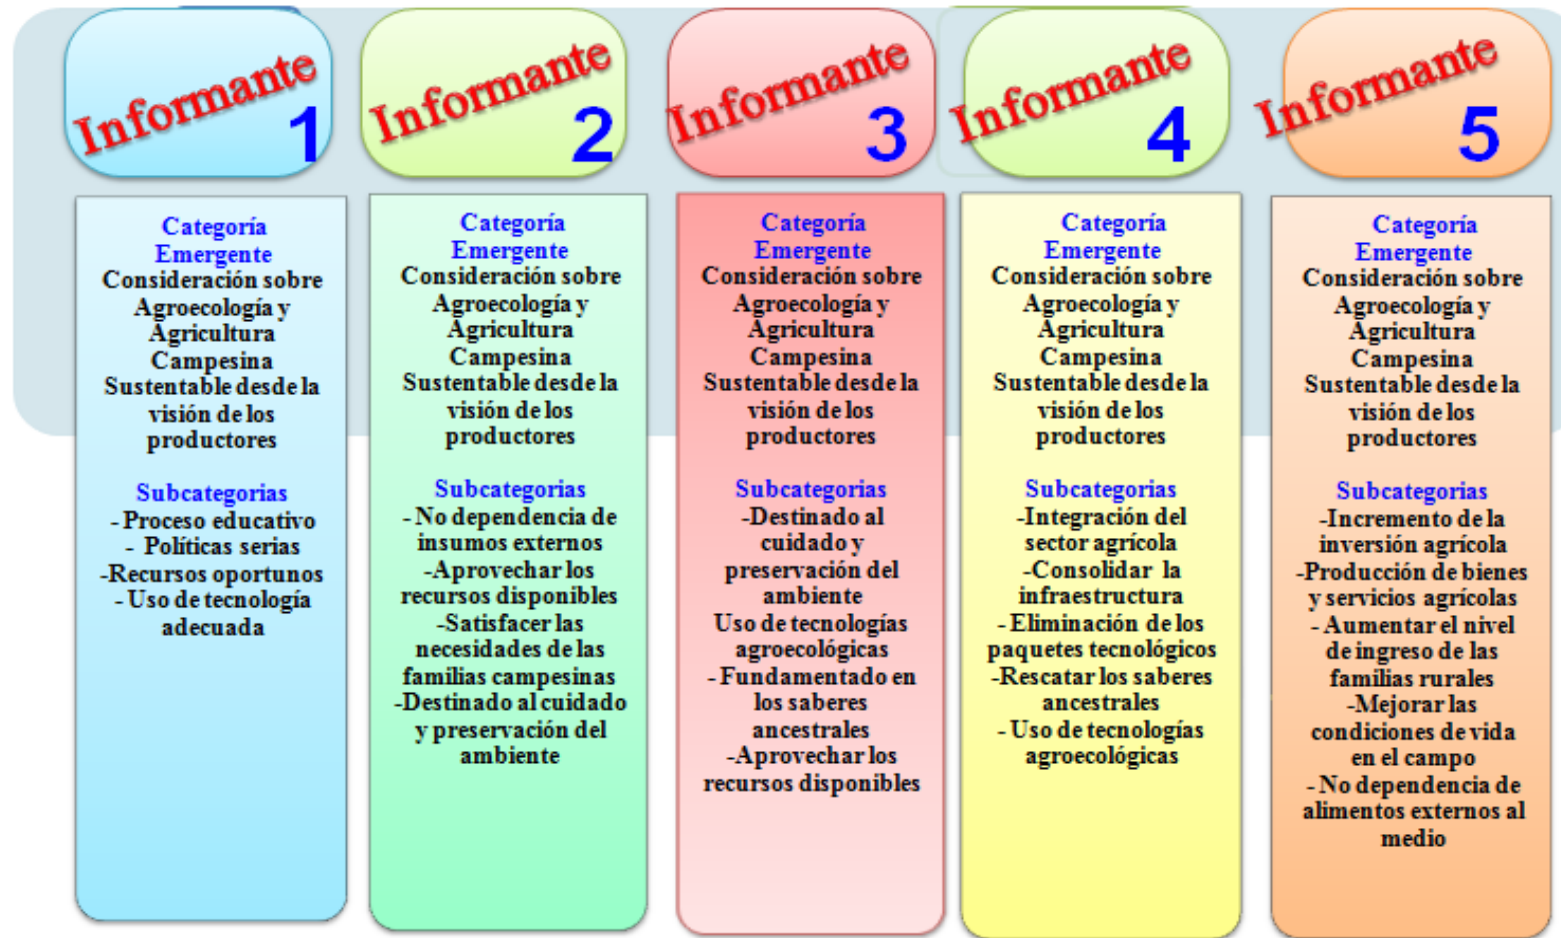 Informante
1
Informante
2
Informante
3
Informante
4
Informante
5
Categoría
Emergente
Consideración sobre
Agroecología y
Agricultura
Campesina
Sustentable desde la
visión de los
productores
Subcategorias
- Proceso educativo
- Políticas serias
-Recursos oportunos
- Uso de tecnología
adecuada
Categoría
Emergente
Consideración sobre
Agroecología y
Agricultura
Campesina
Sustentable desde la
visión de los
productores
Subcategorias
- No dependencia de
insumos externos
-Aprovechar los
recursos disponibles
-Satisfacer las
necesidades de las
familias campesinas
-Destinado al cuidado
y preservación del
ambiente
Categoría
Emergente
Consideración sobre
Agroecología y
Agricultura
Campesina
Sustentable desde la
visión de los
productores
Subcategorias
-Destinado al
cuidado y
preservación del
ambiente
Uso de tecnologías
agroecológicas
- Fundamentado en
los saberes
ancestrales
-Aprovechar los
recursos disponibles
Categoría
Emergente
Consideración sobre
Agroecología y
Agricultura
Campesina
Sustentable desde la
visión de los
productores
Subcategorias
-Integración del
sector agrícola
-Consolidar la
infraestructura
- Eliminación de los
paquetes tecnológicos
-Rescatar los saberes
ancestrales
- Uso de tecnologías
agroecológicas
Categoría
Emergente
Consideración sobre
Agroecología y
Agricultura
Campesina
Sustentable desde la
visión de los
productores
Subcategorias
-Incremento de la
inversión agrícola
-Producción de bienes
y servicios agrícolas
- Aumentar el nivel
de ingreso de las
familias rurales
-Mejorar las
condiciones de vida
en el campo
- No dependencia de
alimentos externos al
medio